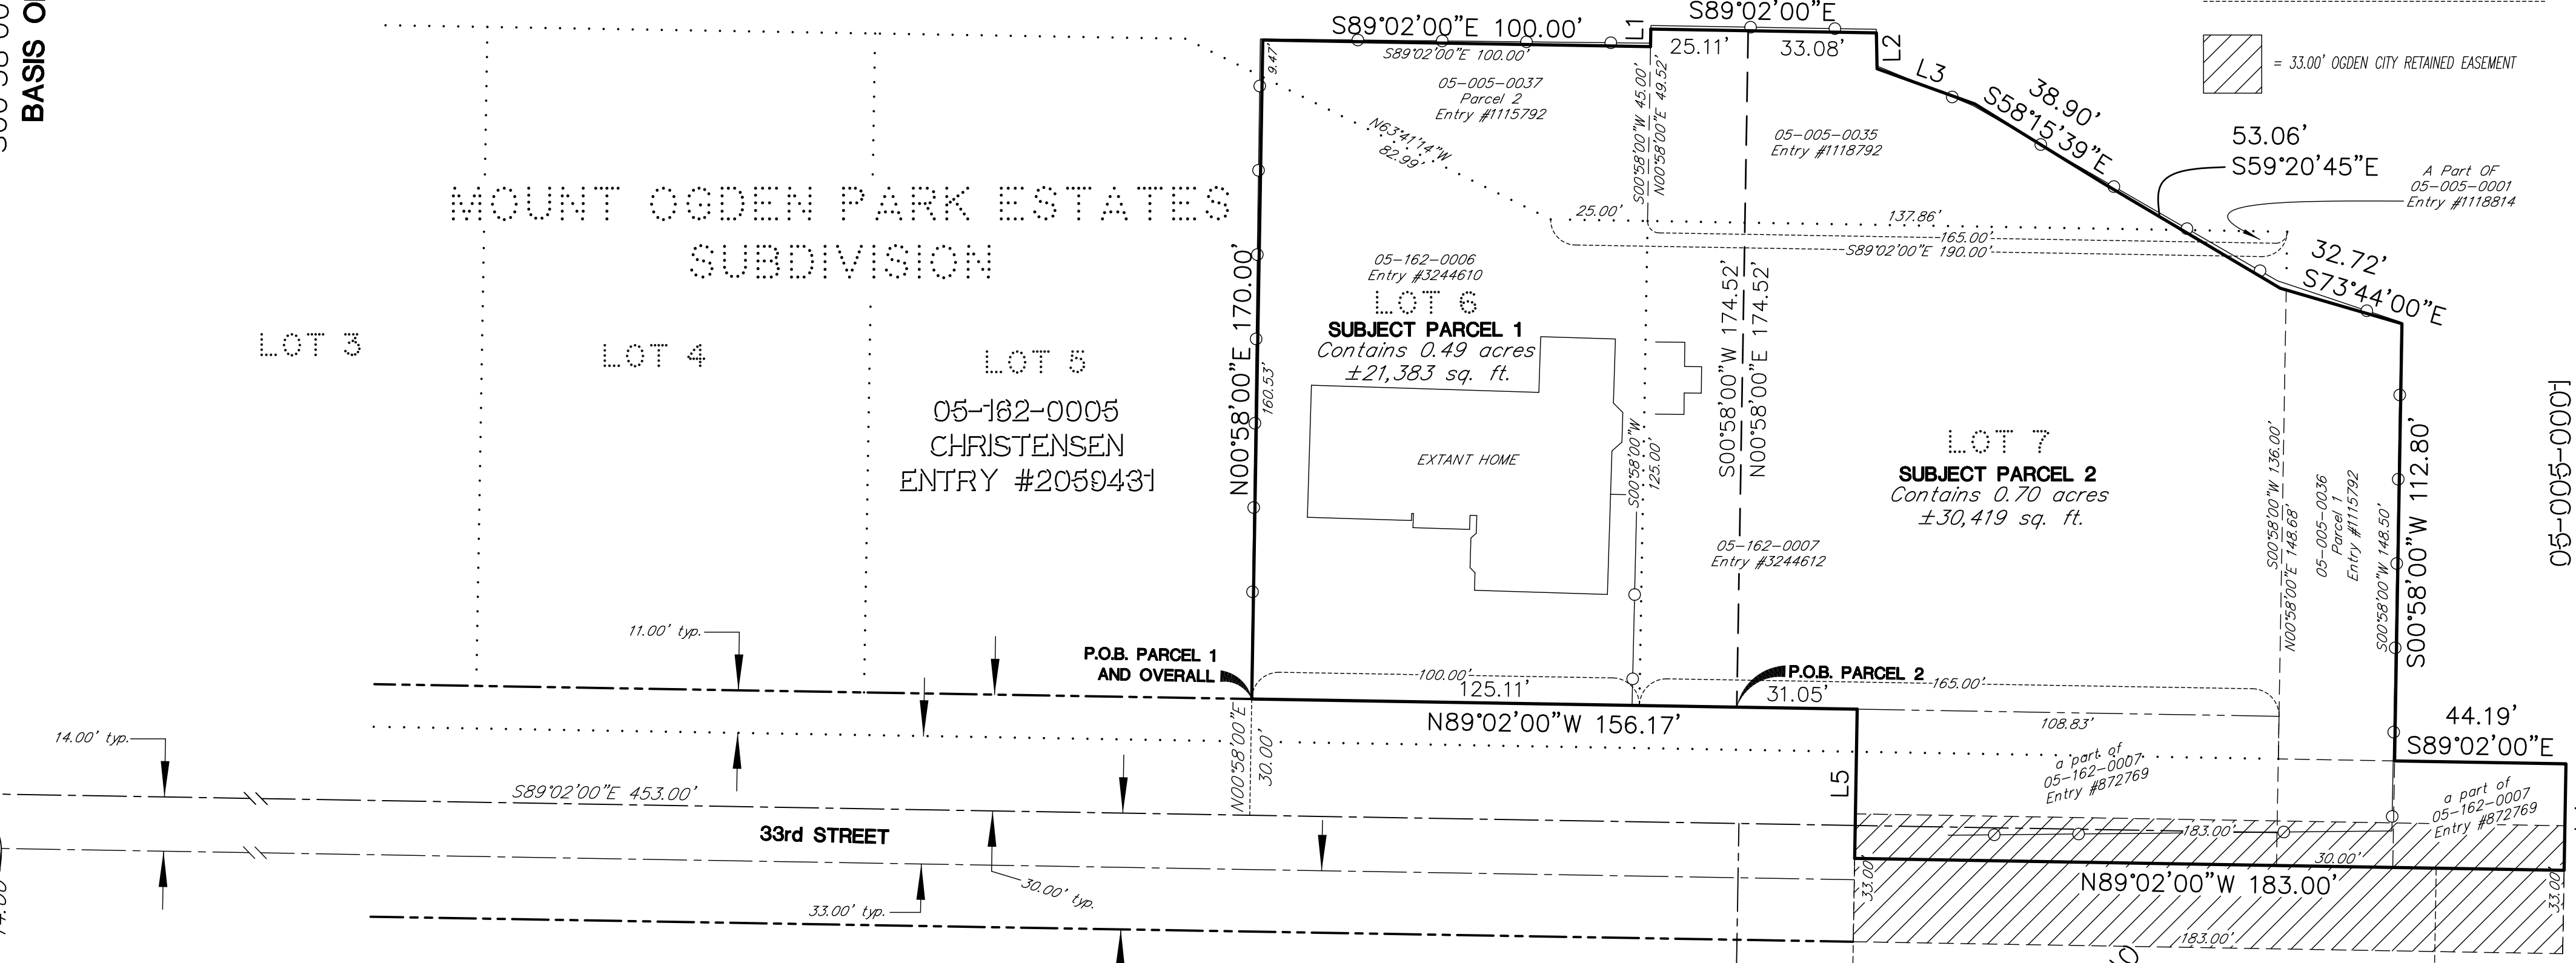 BASIS
S89°02'00"E 100.00'
L1
S89°02'00"E
25.11'
33.08'
L2
L3
9.47'
S89°02'00"E 100.00'
05-005-0037
Parcel 2
Entry #1115792
S00°58'00"W 45.00'
N00°58'00"E 49.52'
05-005-0035
Entry #1118792
38.90'
S58°15'39"E
53.06'
S59°20'45"E
= 33.00' OGDEN CITY RETAINED EASEMENT
A Part OF
05-005-0001
Entry #1118814
N63°41'14"W
82.99'
MOUNT OGDEN PARK ESTATES
SUBDIVISION
25.00'
137.86'
165.00'
S89°02'00"E 190.00'
32.72'
S73°44'00"E
N00°58'00"E 170.00'
160.53'
05-162-0006
Entry #3244610
LOT 6
SUBJECT PARCEL 1
Contains 0.49 acres
±21,383 sq. ft.
S00°58'00"W 174.52'
N00°58'00"E 174.52'
LOT 3
LOT 4
LOT 5
05-162-0005
CHRISTENSEN
ENTRY #2059431
EXTANT HOME
S00°58'00"W
125.00'
LOT 7
SUBJECT PARCEL 2
Contains 0.70 acres
±30,419 sq. ft.
05-162-0007
Entry #3244612
S00°58'00"W 136.00'
N00°58'00"E 148.68'
05-005-0036
Parcel 1
Entry #1115792
S00°58'00"W 148.50'
S00°58'00"W 112.80'
05-005-0001
11.00' typ.
P.O.B. PARCEL 1
AND OVERALL
100.00'
125.11'
P.O.B. PARCEL 2
31.05'
165.00'
N89°02'00"W 156.17'
108.83'
44.19'
S89°02'00"E
14.00' typ.
N00°58'00"E
30.00'
L5
a part of
05-162-0007
Entry #872769
a part of
05-162-0007
Entry #872769
S89°02'00"E 453.00'
33rd STREET
183.00'
30.00'
33.00'
N89°02'00"W 183.00'
33.00'
30.00' typ.
33.00' typ.
183.00'